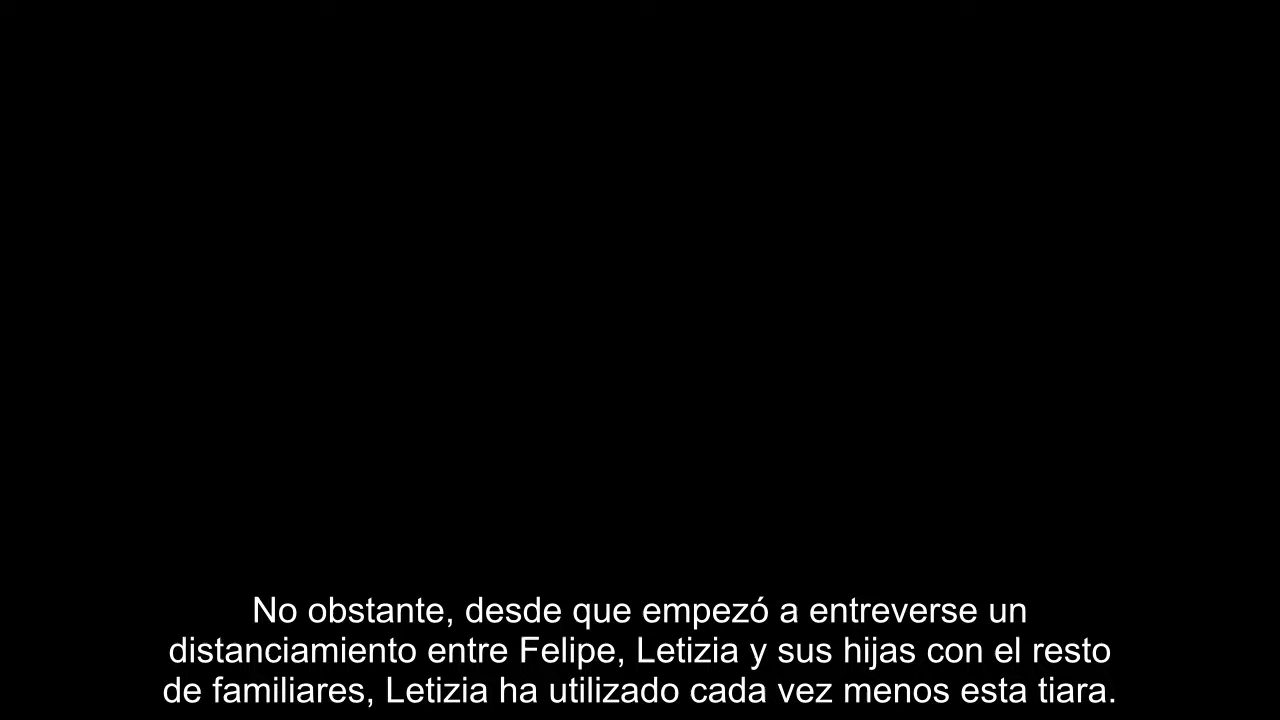 No obstante, desde que empezó a entreverse un
distanciamiento entre Felipe, Letizia y sus hijas con el resto
de familiares, Letizia ha utilizado cada vez menos esta tiara.